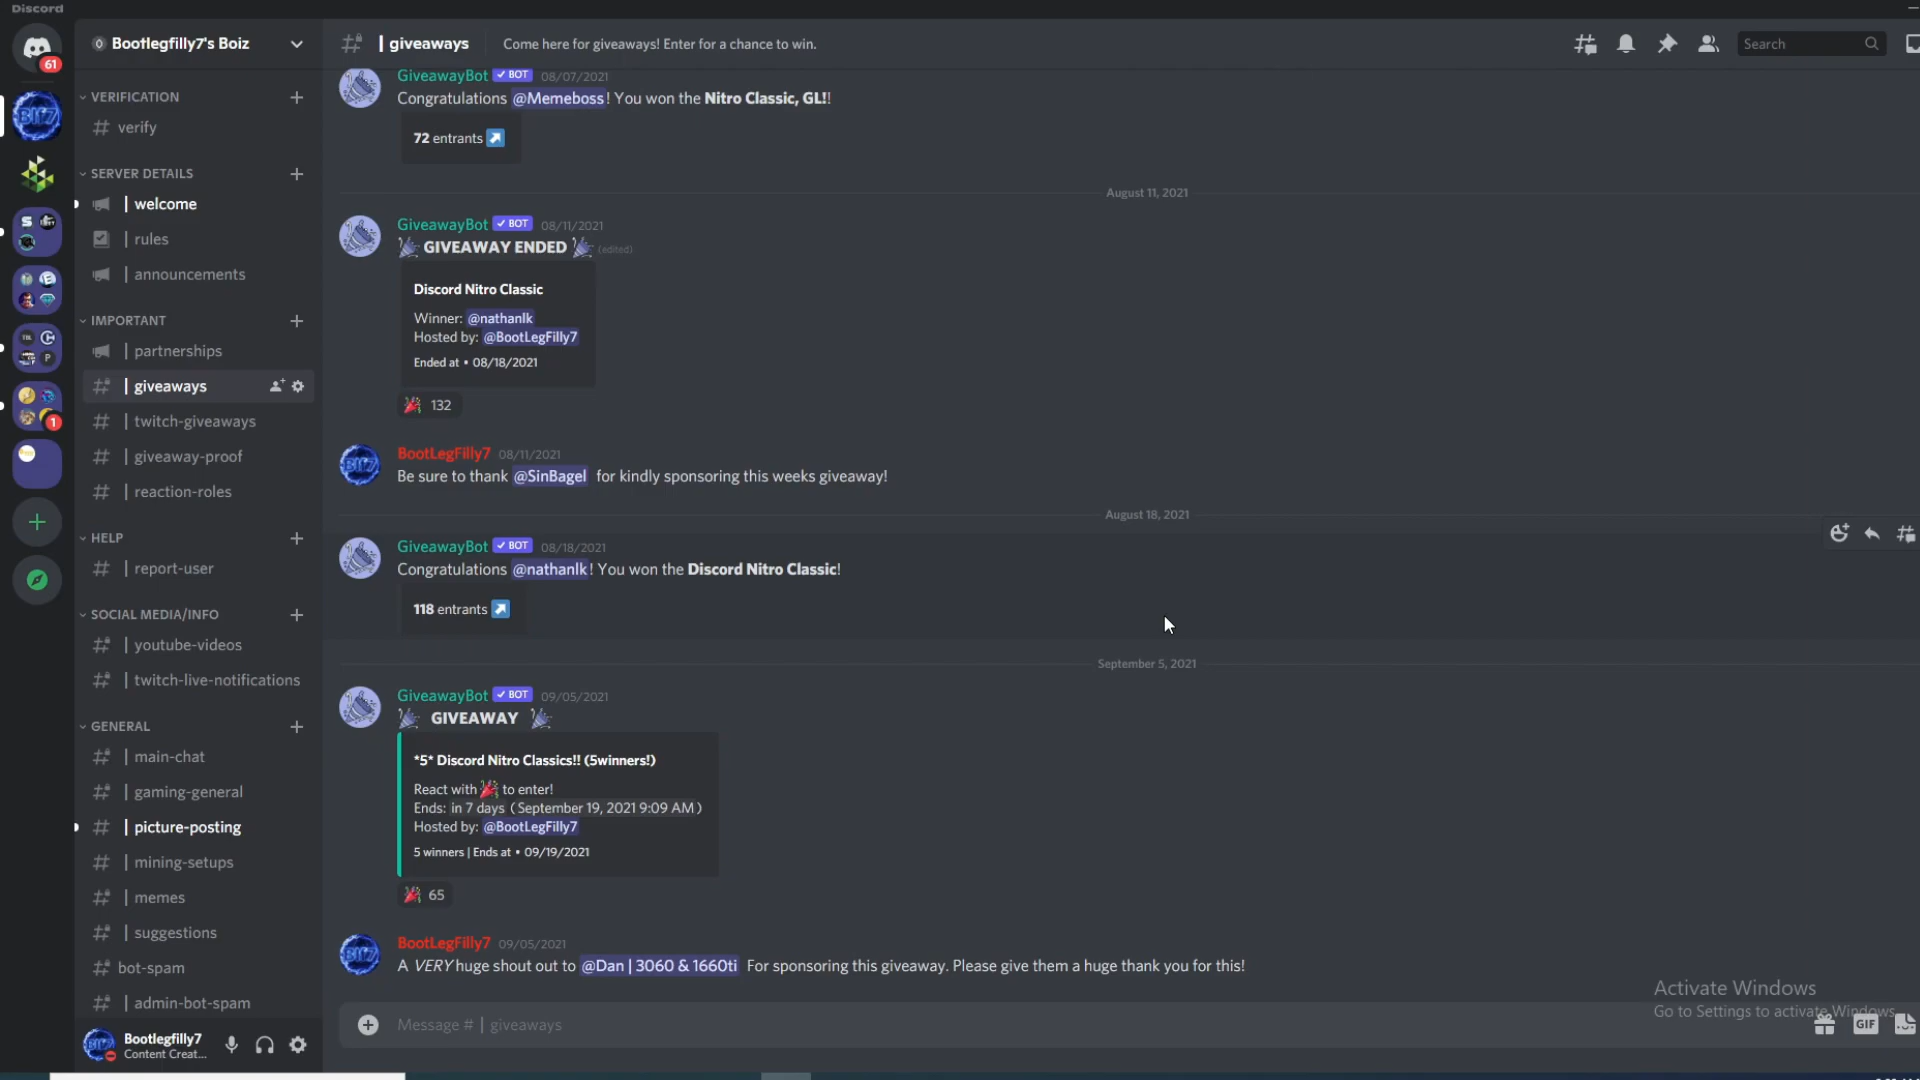 Discord
61
Bootlegfilly7's Boiz
VERIFICATION
verify
SERVER DETAILS
| welcome
| rules
| announcements
IMPORTANT
| partnerships
| giveaways
| twitch-giveaways
| giveaway-proof
| reaction-roles
HELP
| report-user
SOCIAL MEDIA/INFO
| youtube-videos
| twitch-live-notifications
GENERAL
| main-chat
| gaming-general
| picture-posting
| mining-setups
| memes
| suggestions
bot-spam
| admin-bot-spam
1
Bootlegfilly7
Content Creat...
| giveaways
Come here for giveaways! Enter for a chance to win.
Search
GiveawayBot ✓ BOT 08/07/2021
Congratulations @Memeboss! You won the Nitro Classic, GL!!
72 entrants
August 11, 2021
GiveawayBot ✓ BOT 08/11/2021
GIVEAWAY ENDED (edited)
Discord Nitro Classic
Winner: @nathanlk
Hosted by: @BootLegFilly7
Ended at • 08/18/2021
132
BootLegFilly7 08/11/2021
Be sure to thank @SinBagel for kindly sponsoring this weeks giveaway!
August 18, 2021
GiveawayBot ✓ BOT 08/18/2021
Congratulations @nathanlk! You won the Discord Nitro Classic!
118 entrants
September 5, 2021
GiveawayBot ✓ BOT 09/05/2021
GIVEAWAY
*5* Discord Nitro Classics!! (5winners!)
React with to enter!
Ends: in 7 days (September 19, 2021 9:09 AM)
Hosted by: @BootLegFilly7
5 winners | Ends at • 09/19/2021
65
BootLegFilly7 09/05/2021
A VERY huge shout out to @Dan | 3060 & 1660ti For sponsoring this giveaway. Please give them a huge thank you for this!
Message # | giveaways
Activate Windows
Go to Settings to activate Windows.
GIF